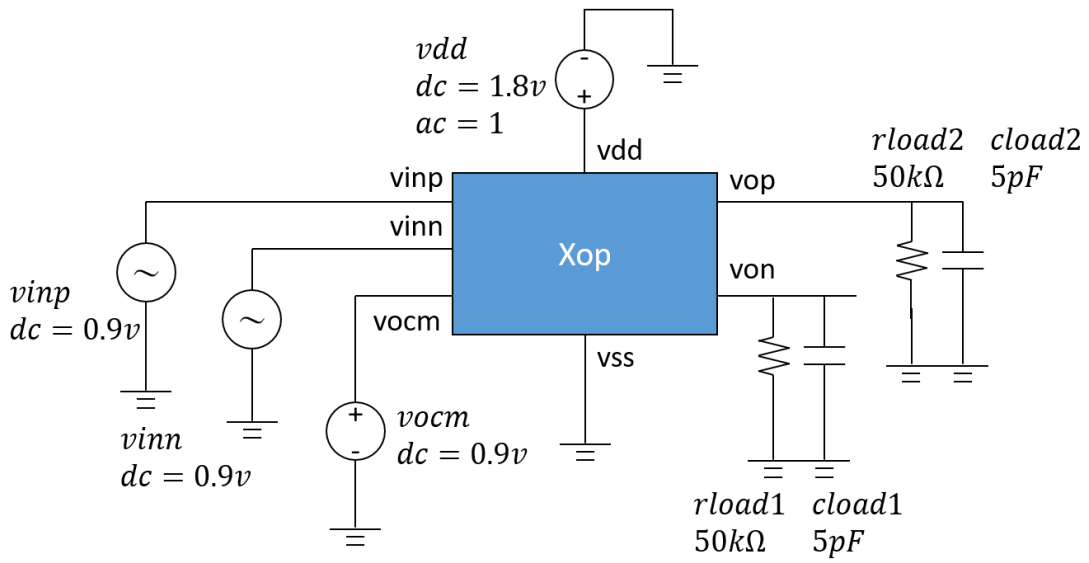 vdd
dc = 1.8v
ac = 1
-
+
vdd
rload2 cload2
50kΩ 5pF
vinp
vop
vinn
Xop
von
vinp
dc = 0.9v
vocm
vss
vinn
dc = 0.9v
+
-
vocm
dc = 0.9v
rload1 cload1
50kΩ 5pF